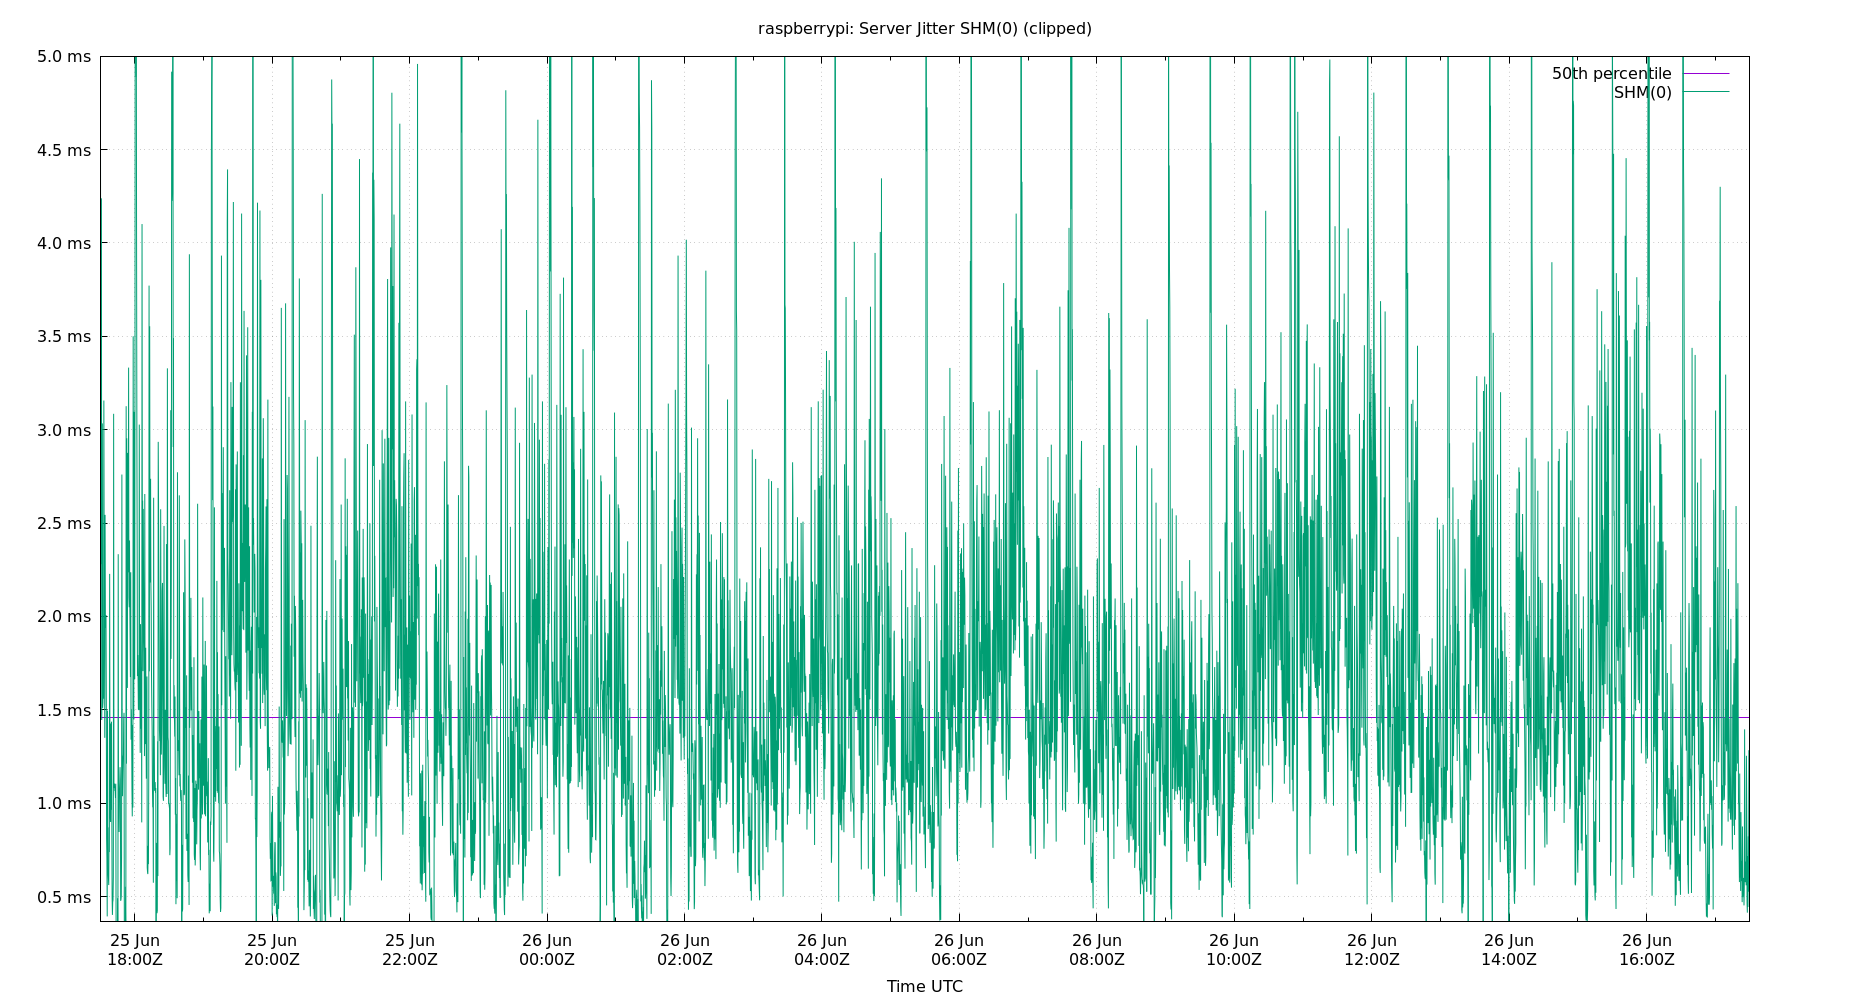 raspberrypi: Server Jitter SHM(0) (clipped)
5.0 ms
4.5 ms
4.0 ms
3.5 ms
3.0 ms
2.5 ms
2.0 ms
1.5 ms
1.0 ms
0.5 ms
50th percentile
SHM(0)
25 Jun 25 Jun 25 Jun 26 Jun 26 Jun 26 Jun 26 Jun 26 Jun 26 Jun 26 Jun 26 Jun 26 Jun
18:00Z 20:00Z 22:00Z 00:00Z 02:00Z 04:00Z 06:00Z 08:00Z 10:00Z 12:00Z 14:00Z 16:00Z
Time UTC